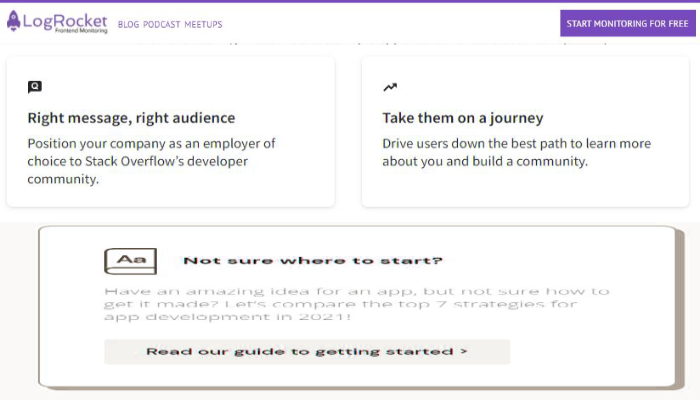 LogRocket
Frontend Monitoring
BLOG PODCAST MEETUPS
START MONITORING FOR FREE
Right message, right audience
Position your company as an employer of
choice to Stack Overflow's developer
community.
Take them on a journey
Drive users down the best path to learn more
about you and build a community.
Aa
Not sure where to start?
Have an amazing idea for an app, but not sure how to
get it made? Let's compare the top 7 strategies for
app development in 2021!
Read our guide to getting started >